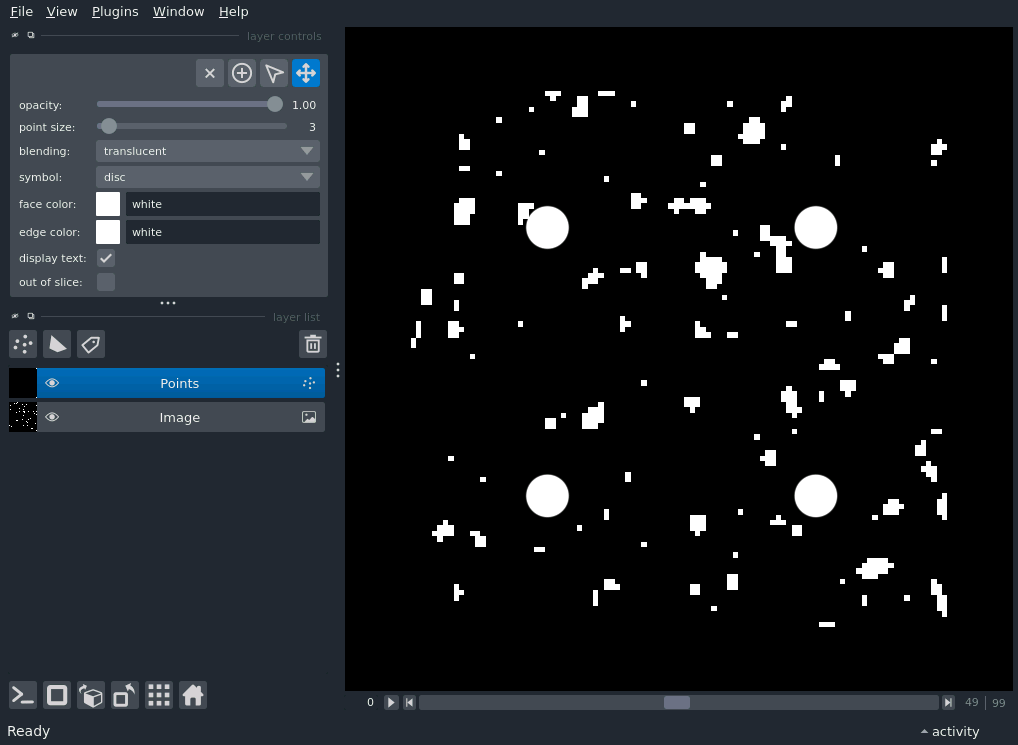 File View Plugins Window Help
layer controls
opacity: 1.00
point size: 3
blending: translucent
symbol: disc
face color: white
edge color: white
display text:
out of slice:
layer list
Points
Image
0 49 | 99
Ready activity